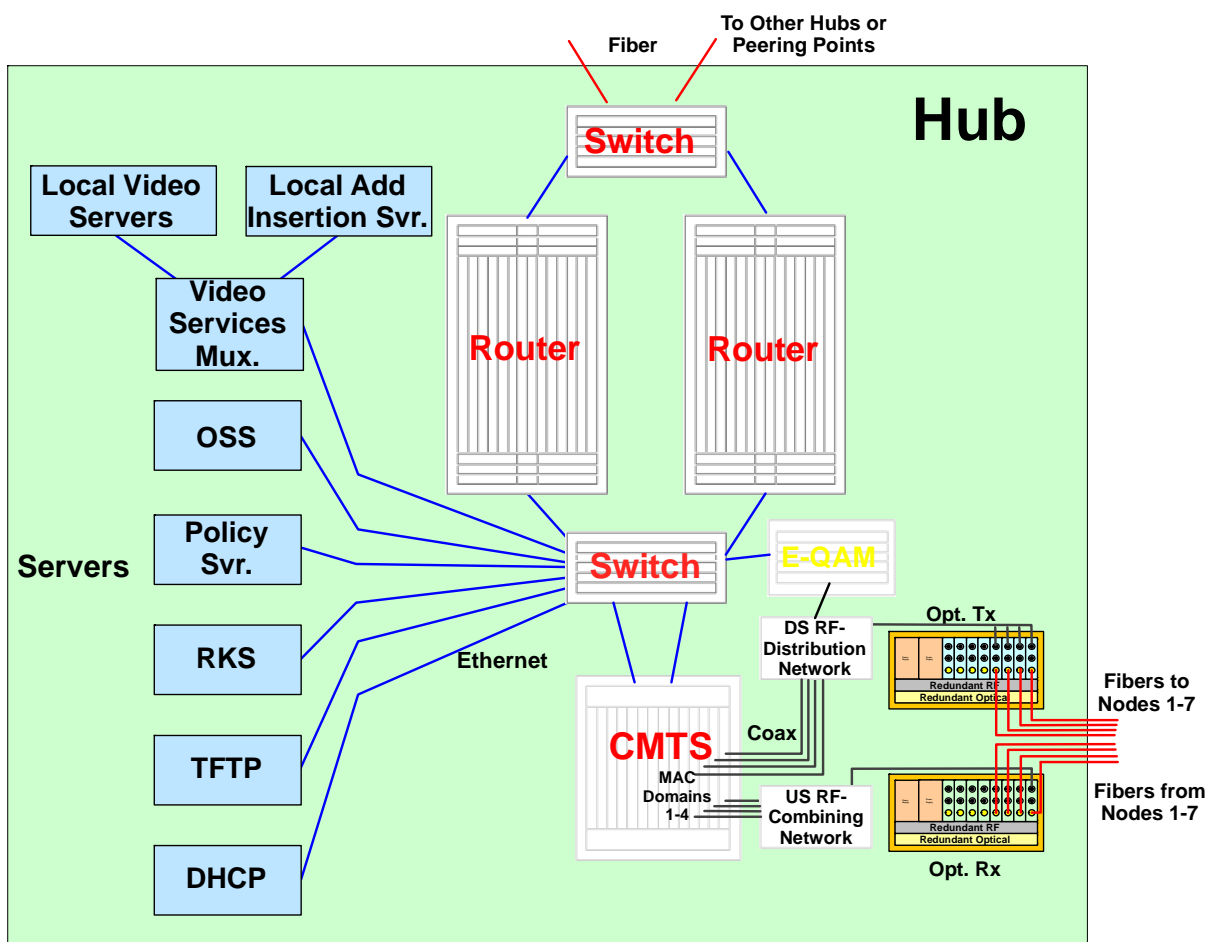 To Other Hubs or
Peering Points
Fiber
Hub
Switch
Local Video
Servers
Local Add
Insertion Svr.
Video
Services
Mux.
Router
Router
OSS
Policy
Svr.
Servers
Switch
E-QAM
RKS
Ethernet
DS RF-
Distribution
Network
Opt. Tx
Redundant RF
Redundant Optical
Fibers to
Nodes 1-7
TFTP
CMTS
Coax
MAC
Domains
1-4
US RF-
Combining
Network
Redundant RF
Redundant Optical
Fibers from
Nodes 1-7
Opt. Rx
DHCP